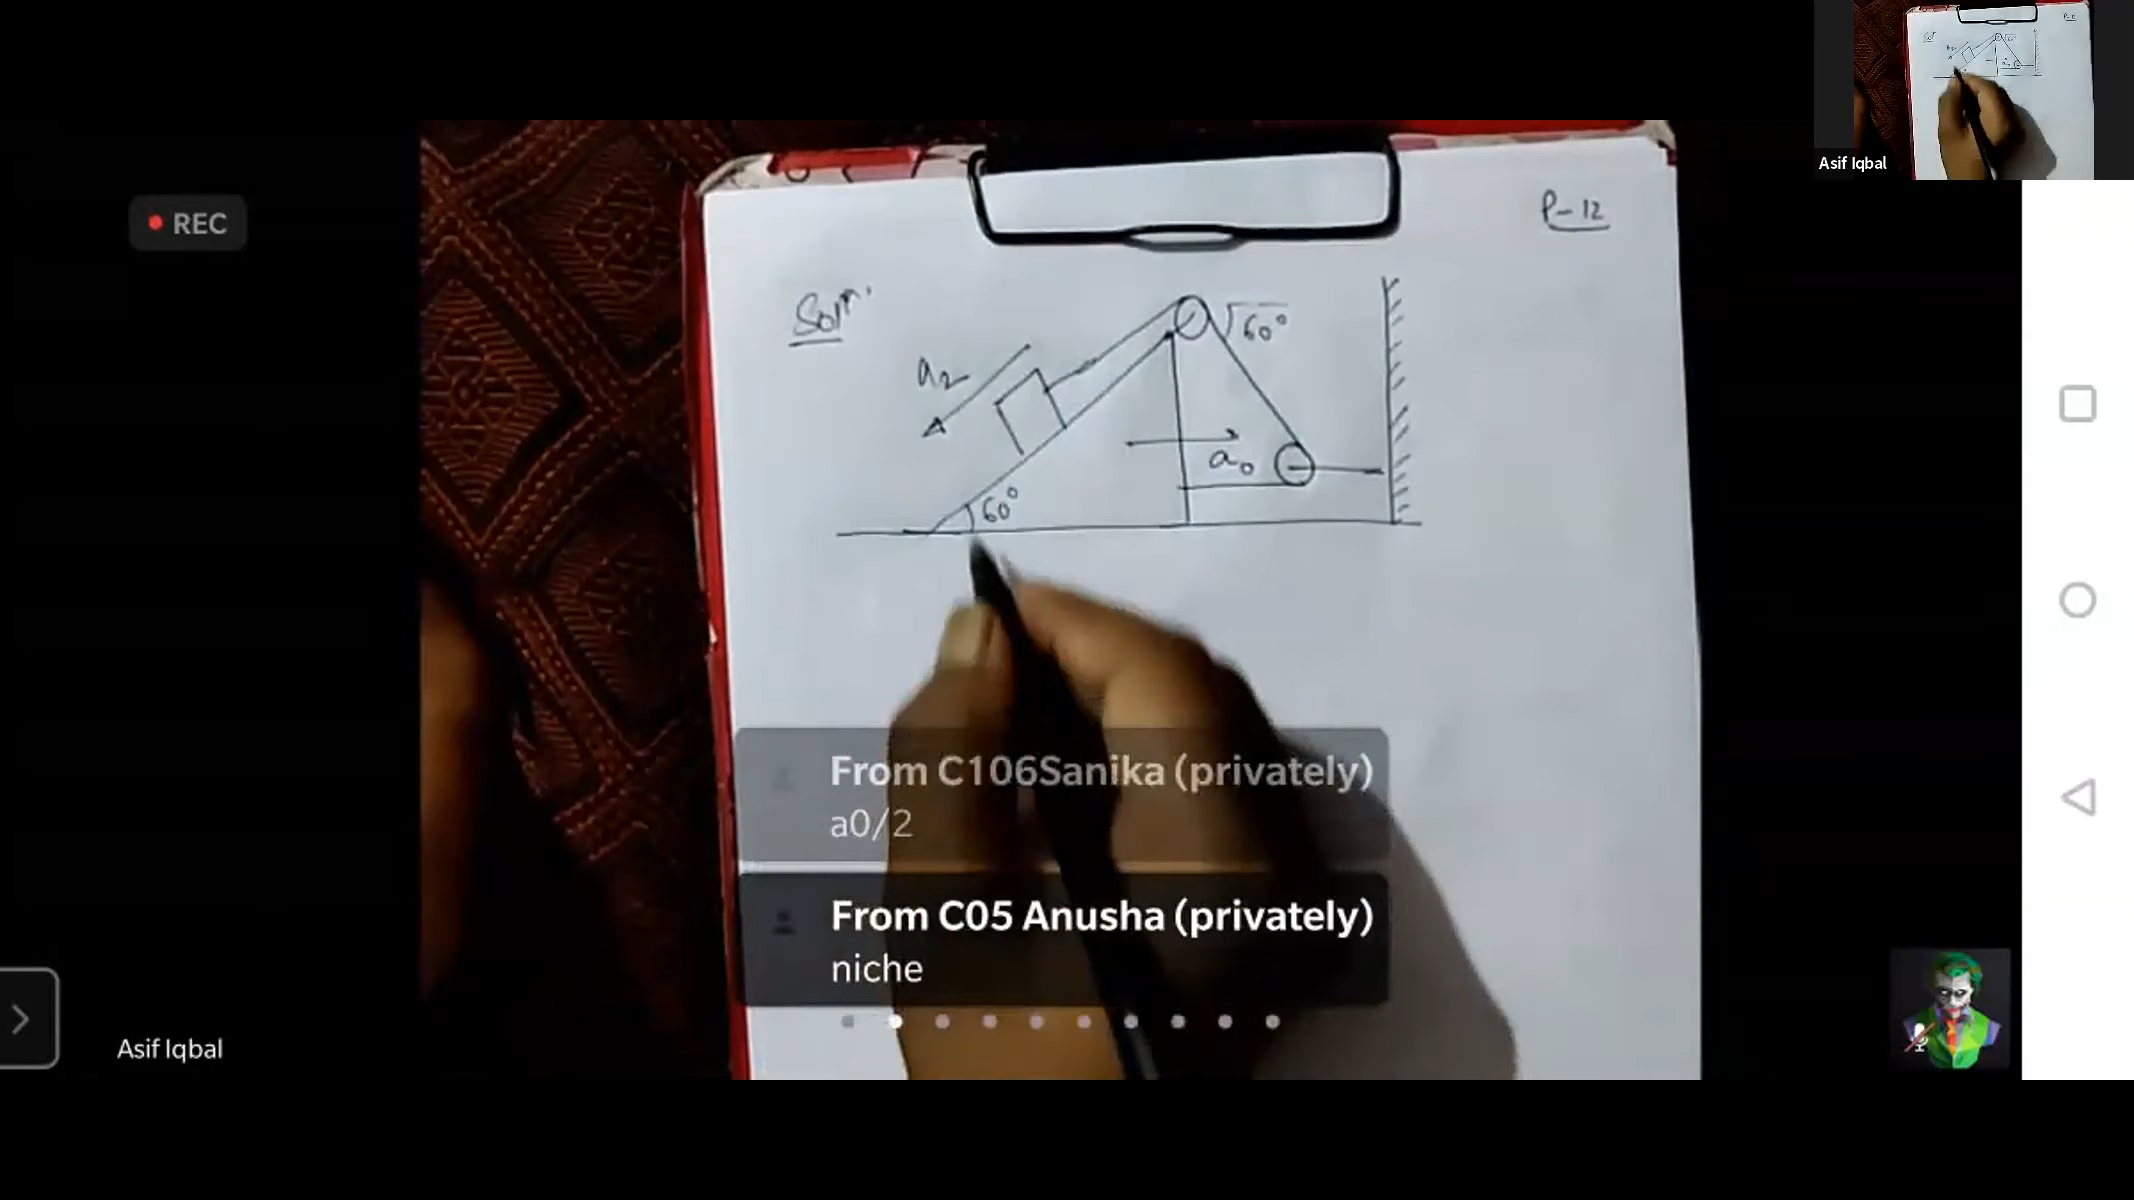 Asif Iqbal
REC
P-12
Solⁿ.
60°
a₂
a₀
60°
From C106Sanika (privately)
a0/2
From C05 Anusha (privately)
niche
Asif Iqbal